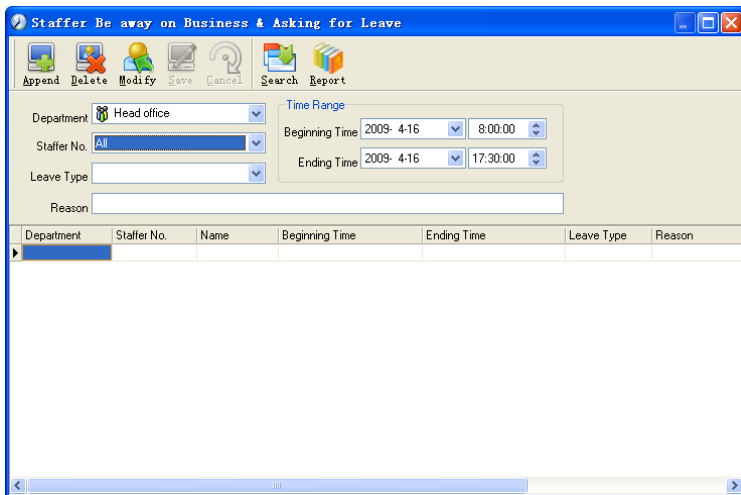 Staffer Be away on Business & Asking for Leave
Append Delete Modify Save Cancel Search Report
Department Head office
Staffer No. All
Leave Type
Reason
Time Range
Beginning Time 2009- 4-16 8:00:00
Ending Time 2009- 4-16 17:30:00
Department Staffer No. Name Beginning Time Ending Time Leave Type Reason